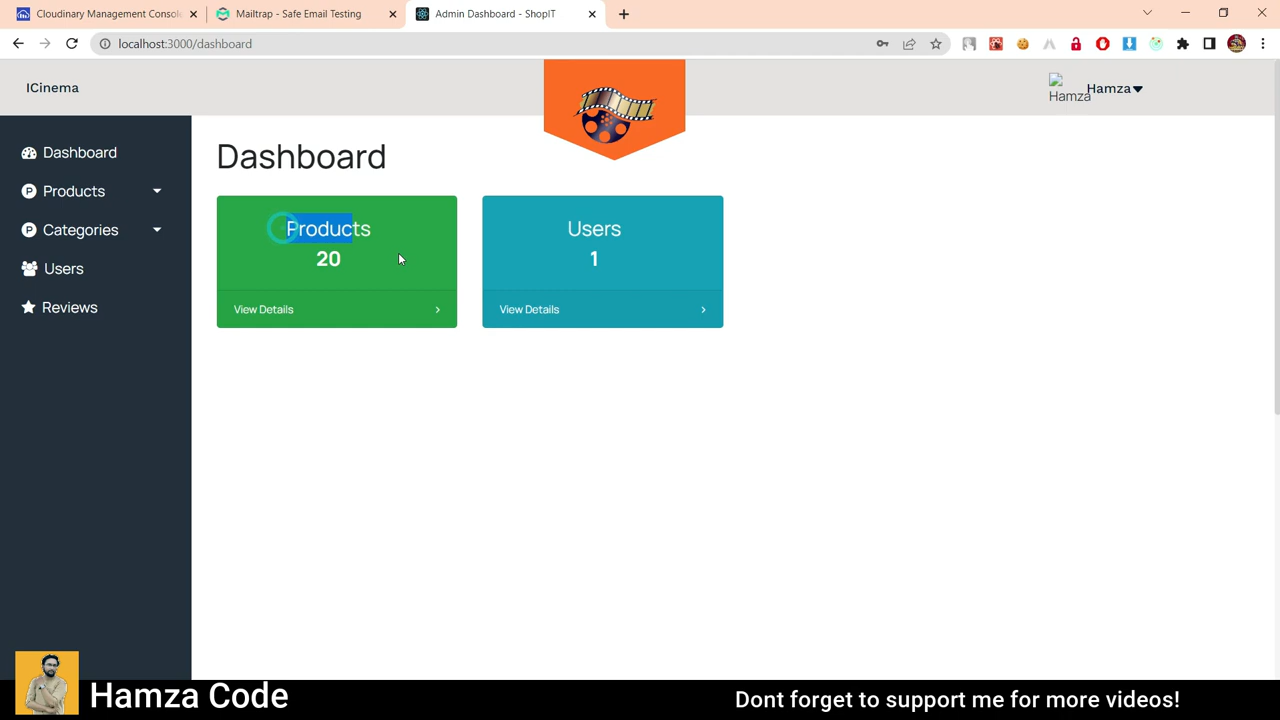 Cloudinary Management Console
Mailtrap - Safe Email Testing
Admin Dashboard - ShopIT
localhost:3000/dashboard
ICinema
Hamza
Hamza
Dashboard
Products
Categories
Users
Reviews
Dashboard
Products
20
View Details
Users
1
View Details
Hamza Code
Dont forget to support me for more videos!